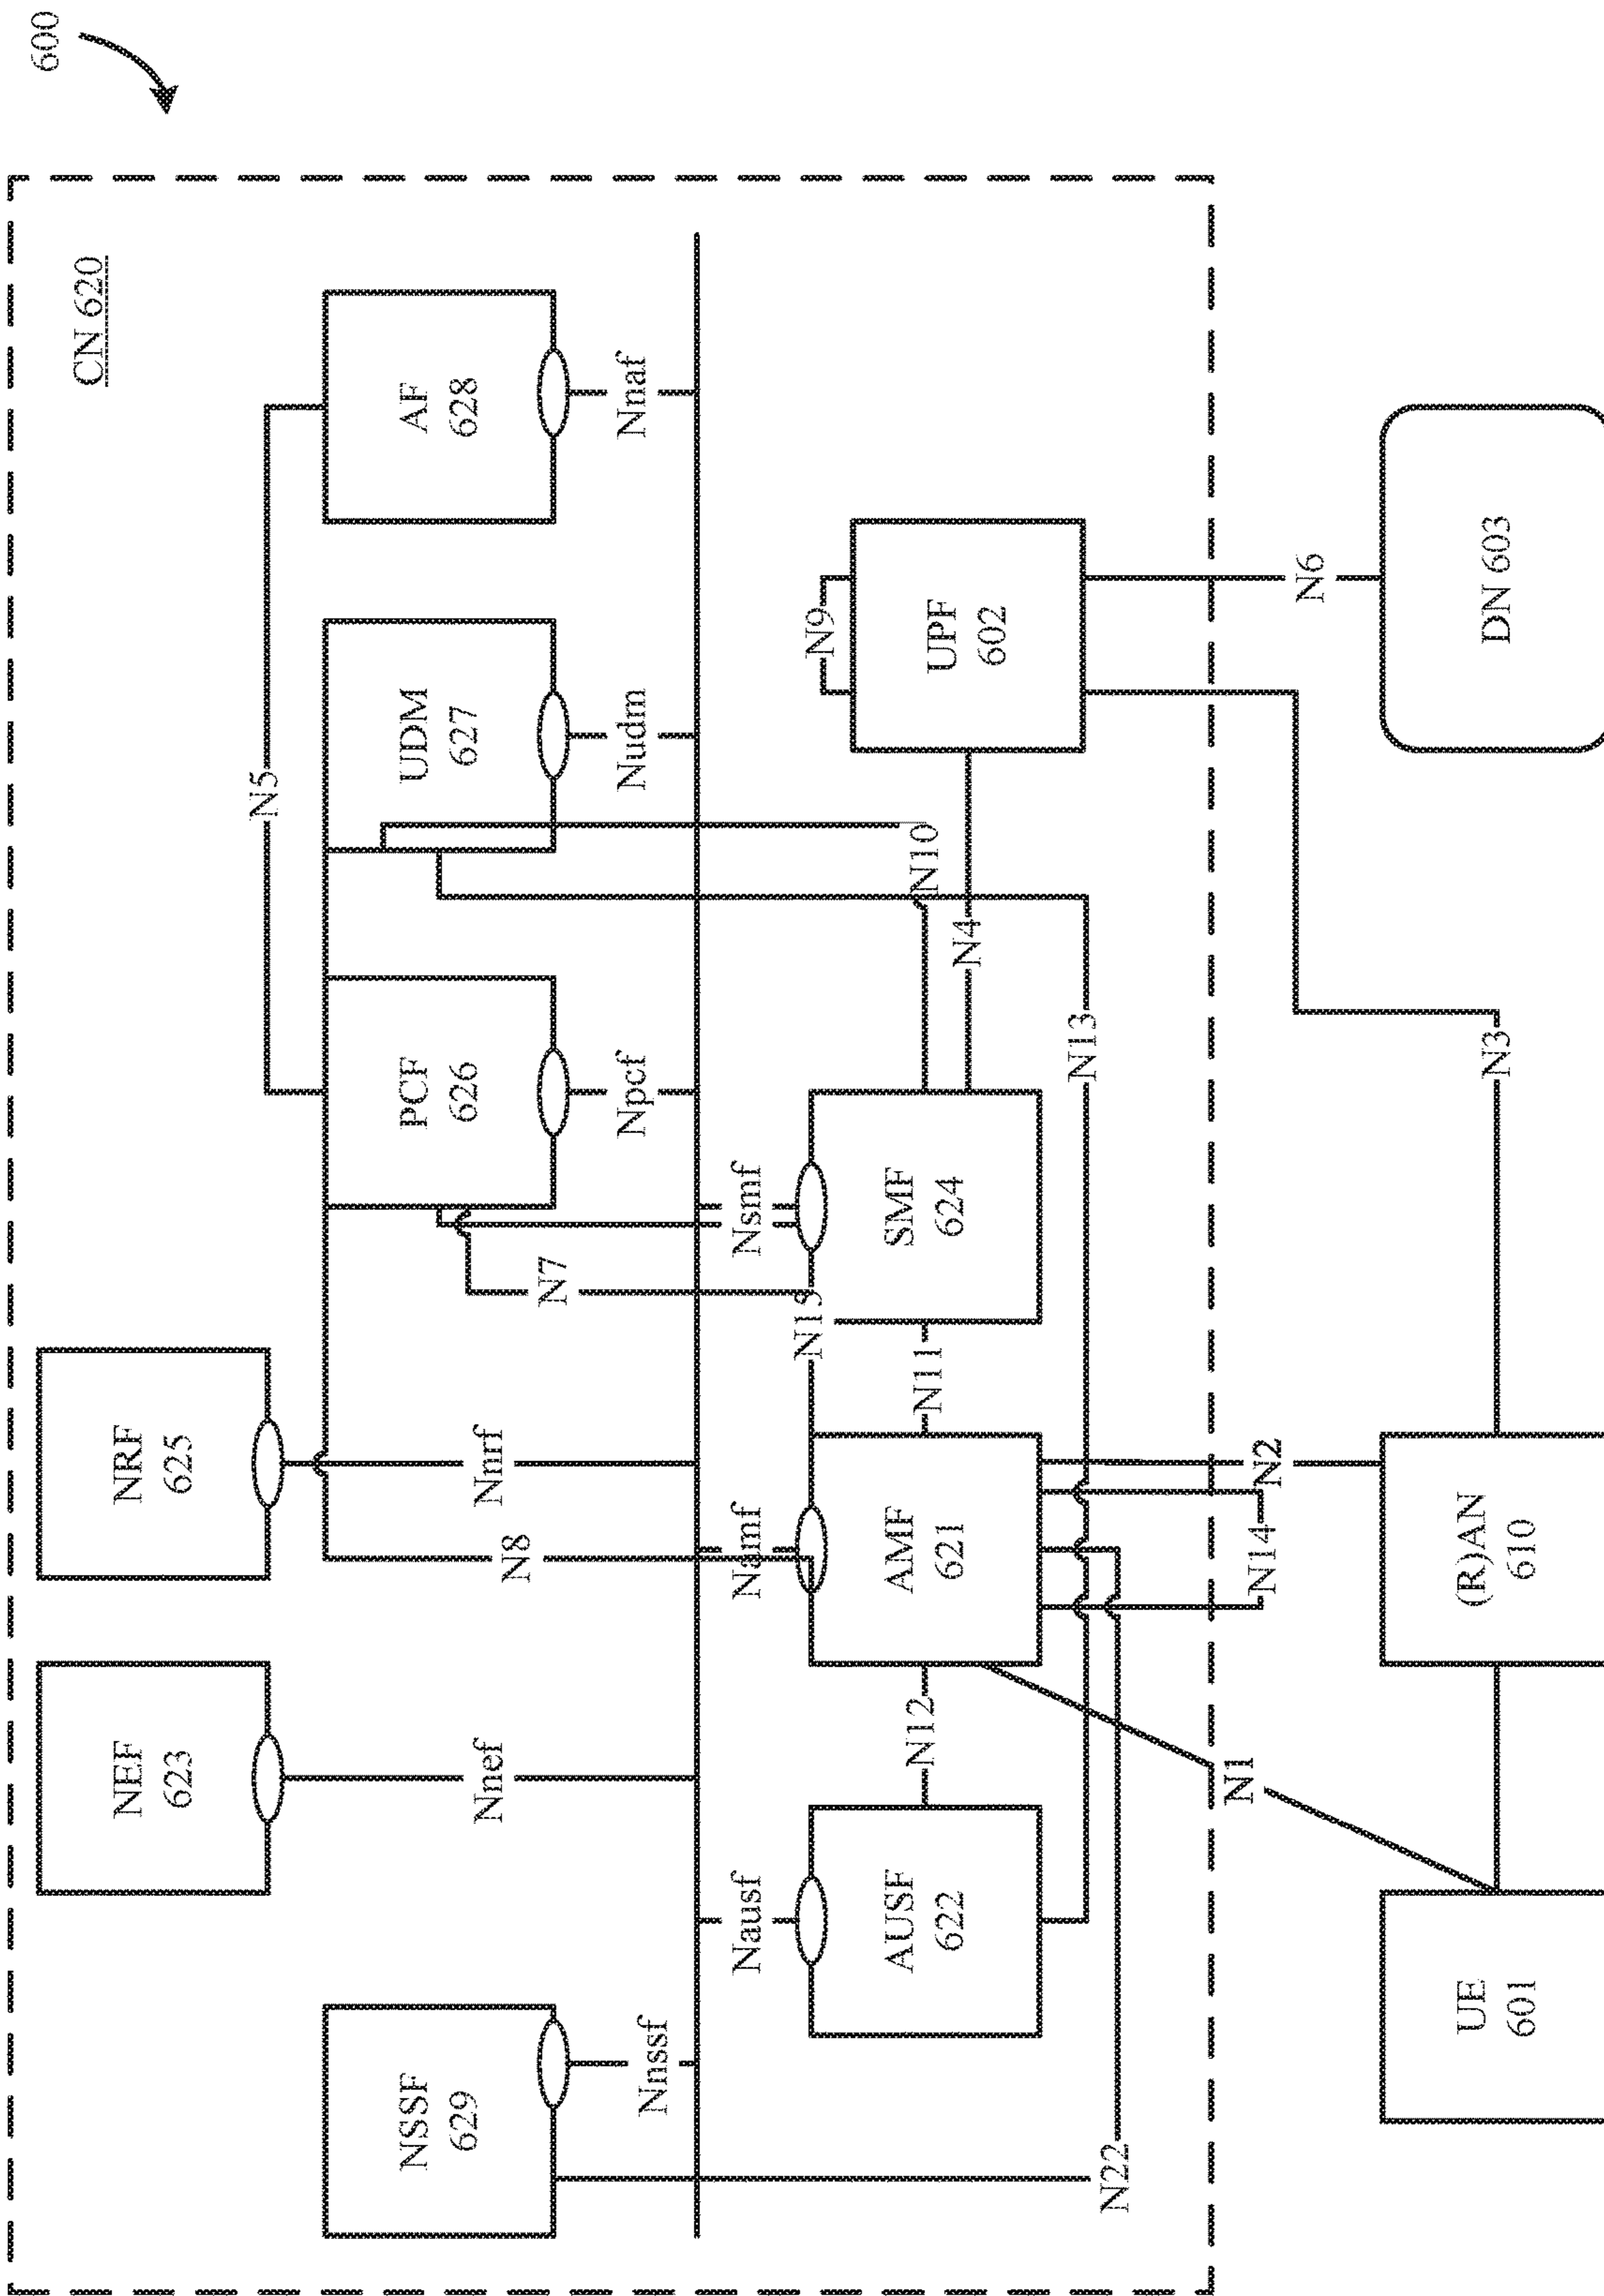 600
CN 620
NEF
623
NRF
625
N5
NSSF
629
PCF
626
UDM
627
AF
628
Nnef
Nnrf
N8
N7
Nnssf
Npcf
Nudm
Nnaf
Nausf
Namf
Nsmf
N15
N9
AUSF
622
N12
AMF
621
N11
SMF
624
N10
N4
UPF
602
N13
N22
N1
N14
N2
N6
UE
601
(R)AN
610
N3
DN 603